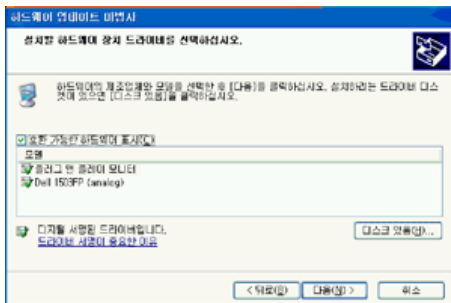 하드웨어 업데이트 마법사
설치할 하드웨어 장치 드라이버를 선택하십시오.
하드웨어의 제조업체와 모델을 선택한 후 [다음]을 클릭하십시오. 설치하려는 드라이버 디스
켓에 있으면 [디스크 있음]을 클릭하십시오.
호환 가능한 하드웨어 표시(C)
모델
플러그 앤 플레이 모니터
Dell 1503FP (analog)
디지털 서명된 드라이버입니다.
드라이버 서명이 중요한 이유
디스크 있음(H)...
< 뒤로(B)
다음(N) >
취소